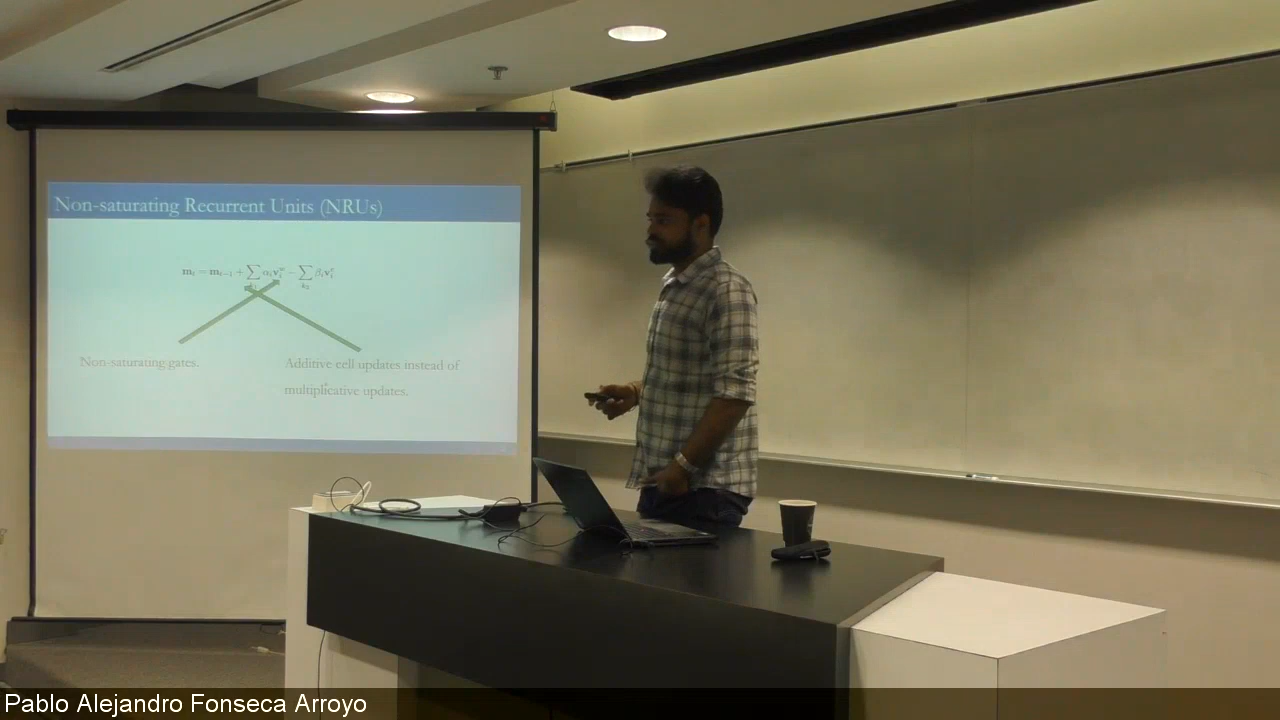 Non-saturating Recurrent Units (NRUs)
Non-saturating gates.
Additive cell updates instead of
multiplicative updates.
Pablo Alejandro Fonseca Arroyo